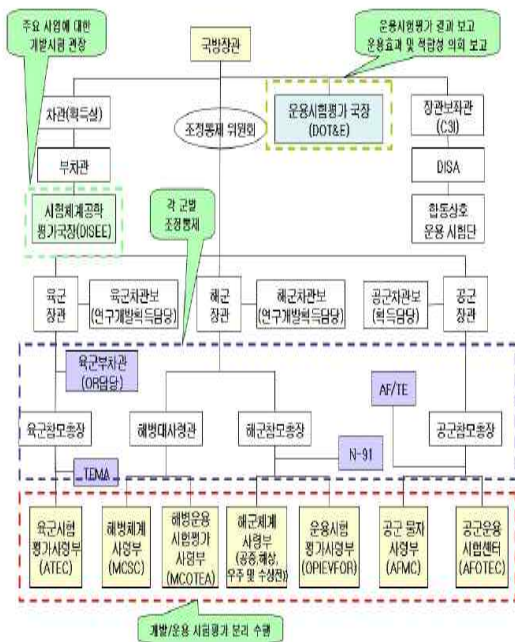 주요 사업에 대한
개발시험 관장
국방장관
운용시험평가 결과 보고
운용효과 및 적합성 의회 보고
차관(획득상)
조정통제 위원회
운용시험평가 국장
(DOT&E)
장관보좌관
(C3I)
부차관
DISA
시험체계공학
평가국장(DISEE)
각 군별
조정통제
합동상호
운용 시험단
육군
장관
육군차관보
(연구개발획득담당)
해군
장관
해군차관보
(연구개발획득담당)
공군차관보
(획득담당)
공군
장관
육군부차관
(OR담당)
AF/TE
육군참모총장
해병대사령관
해군참모총장
공군참모총장
N-91
TEMA
육군시험
평가사령부
(ATEC)
해병체계
사령부
(MCSC)
해병운용
시험평가
사령부
(MCOTEA)
해군체계
사령부
(공중,해상,
우주 및 수상전))
운용시험
평가사령부
(OPIEVFOR)
공군 물자
사령부
(AFMC)
공군운용
시험센터
(AFOTEC)
개발/운용 시험평가 분리 수행